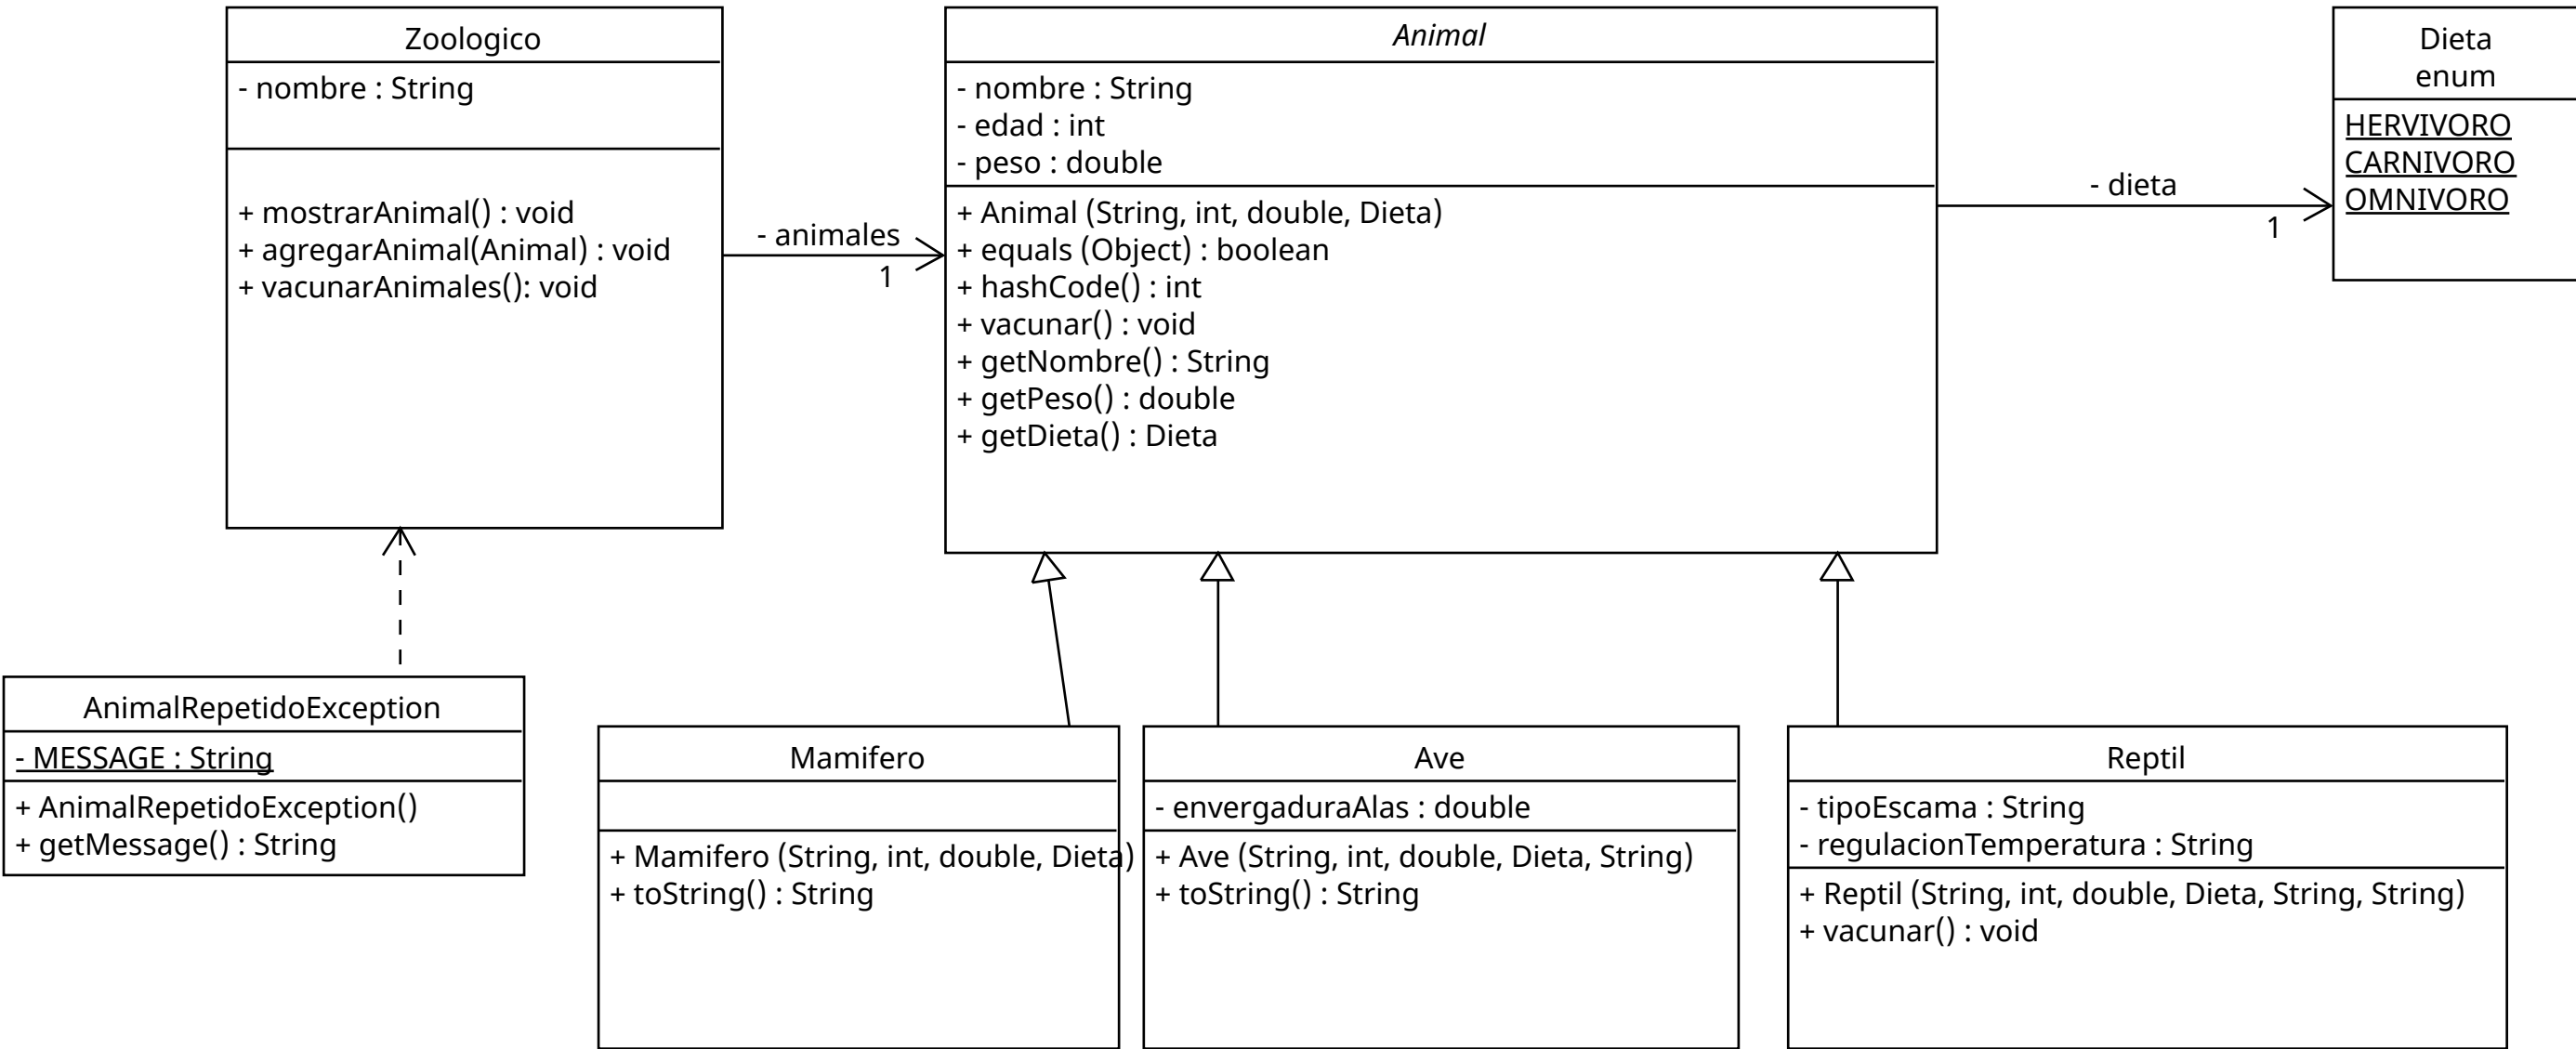 Zoologico
- nombre : String
+ mostrarAnimal() : void
+ agregarAnimal(Animal) : void
+ vacunarAnimales(): void
- animales
1
Animal
- nombre : String
- edad : int
- peso : double
+ Animal (String, int, double, Dieta)
+ equals (Object) : boolean
+ hashCode() : int
+ vacunar() : void
+ getNombre() : String
+ getPeso() : double
+ getDieta() : Dieta
- dieta
1
Dieta
enum
HERVIVORO
CARNIVORO
OMNIVORO
AnimalRepetidoException
- MESSAGE : String
+ AnimalRepetidoException()
+ getMessage() : String
Mamifero
+ Mamifero (String, int, double, Dieta)
+ toString() : String
Ave
- envergaduraAlas : double
+ Ave (String, int, double, Dieta, String)
+ toString() : String
Reptil
- tipoEscama : String
- regulacionTemperatura : String
+ Reptil (String, int, double, Dieta, String, String)
+ vacunar() : void